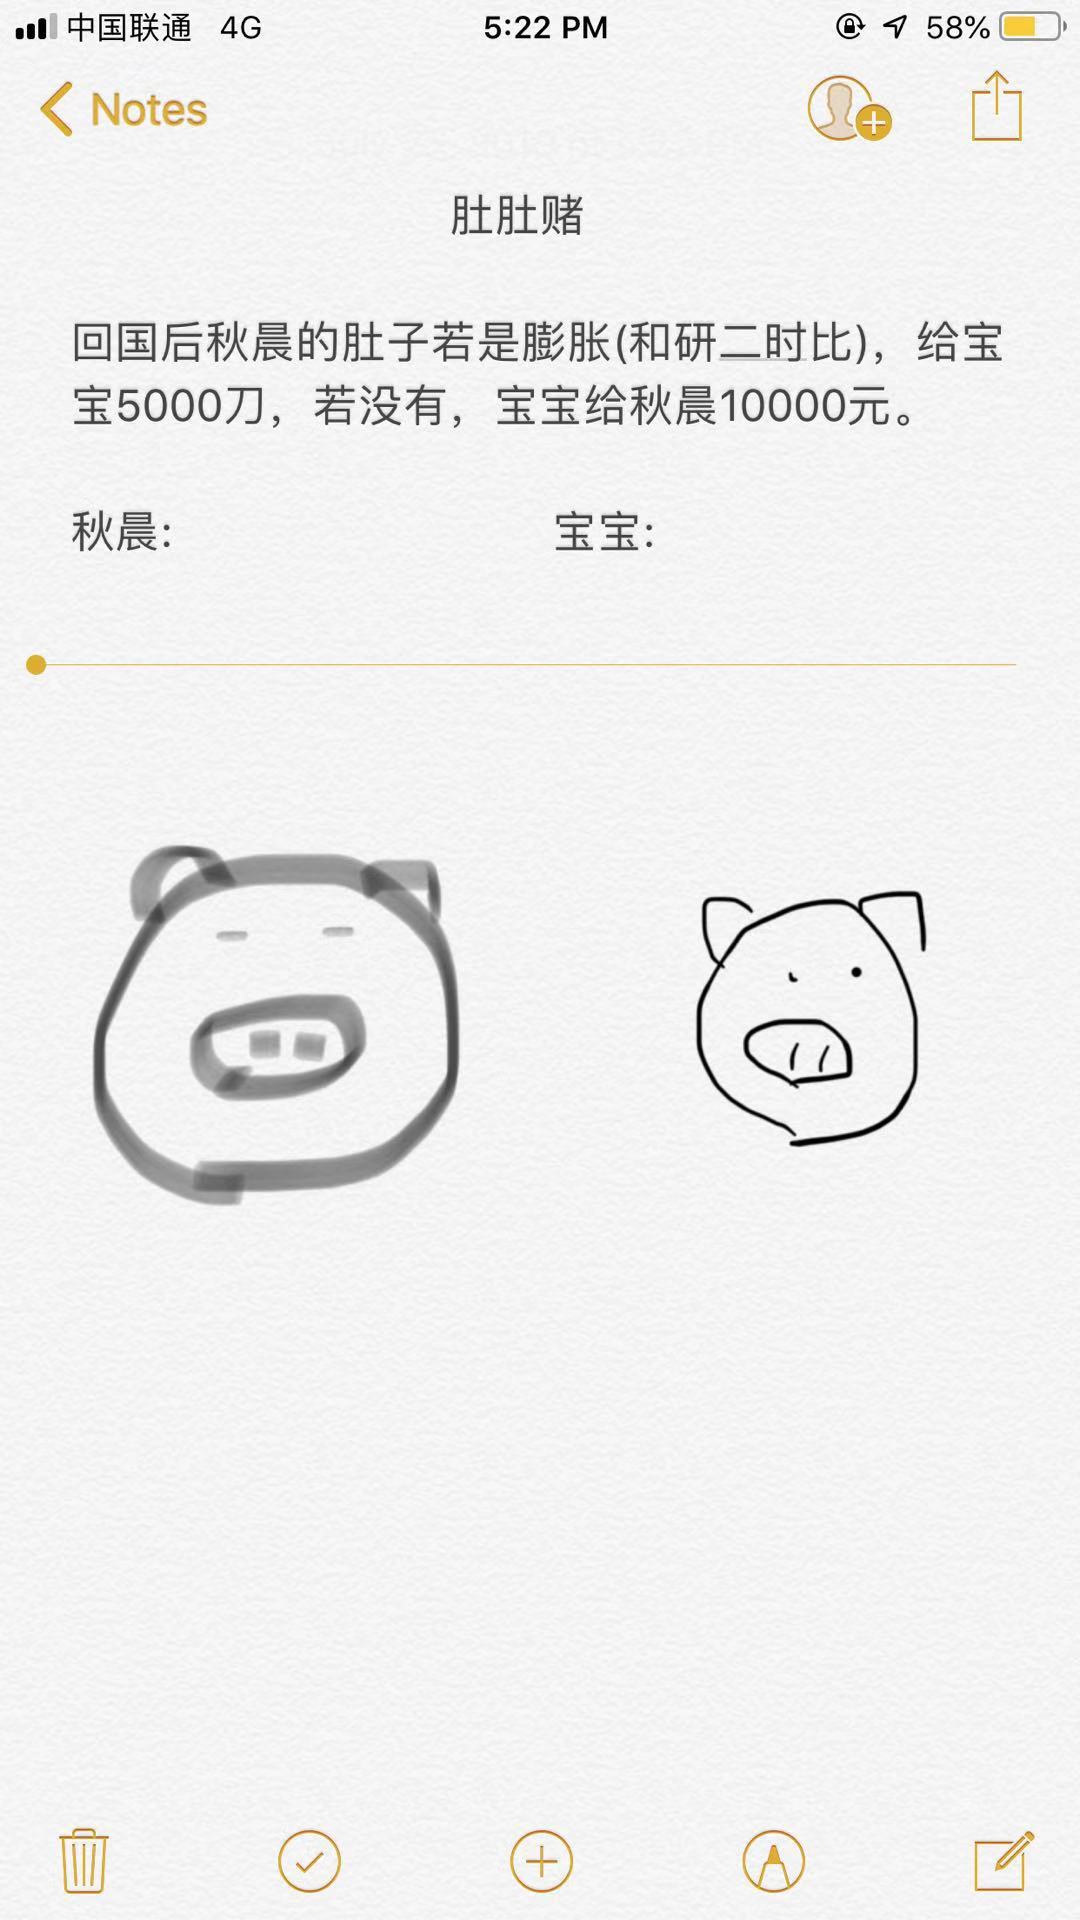 中国联通 4G 5:22 PM 58%
Notes
肚肚赌
回国后秋晨的肚子若是膨胀(和研二时比)，给宝
宝5000刀，若没有，宝宝给秋晨10000元。
秋晨: 宝宝: